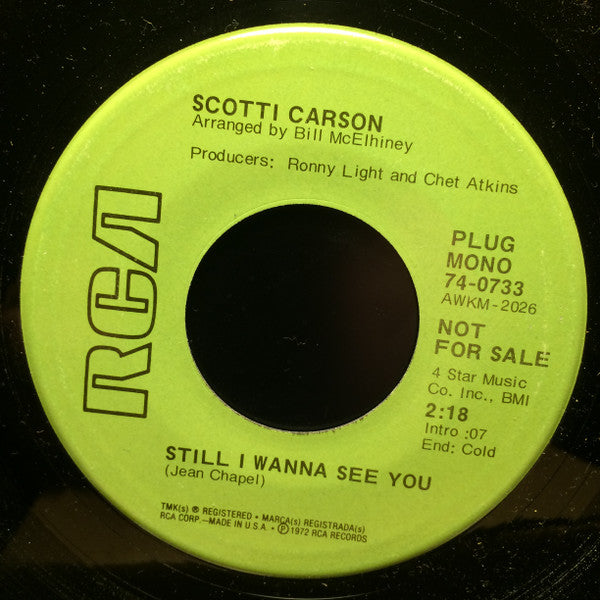 SCOTTI CARSON
Arranged by Bill McElhiney
Producers: Ronny Light and Chet Atkins
RCA
PLUG
MONO
74-0733
AWKM-2026
NOT
FOR SALE
4 Star Music
Co. Inc., BMI
2:18
Intro :07
End: Cold
STILL I WANNA SEE YOU
(Jean Chapel)
TMK(s) ® REGISTERED • MARCA(s) REGISTRADA(s)
RCA CORP.—MADE IN U.S.A. • ℗ 1972 RCA RECORDS